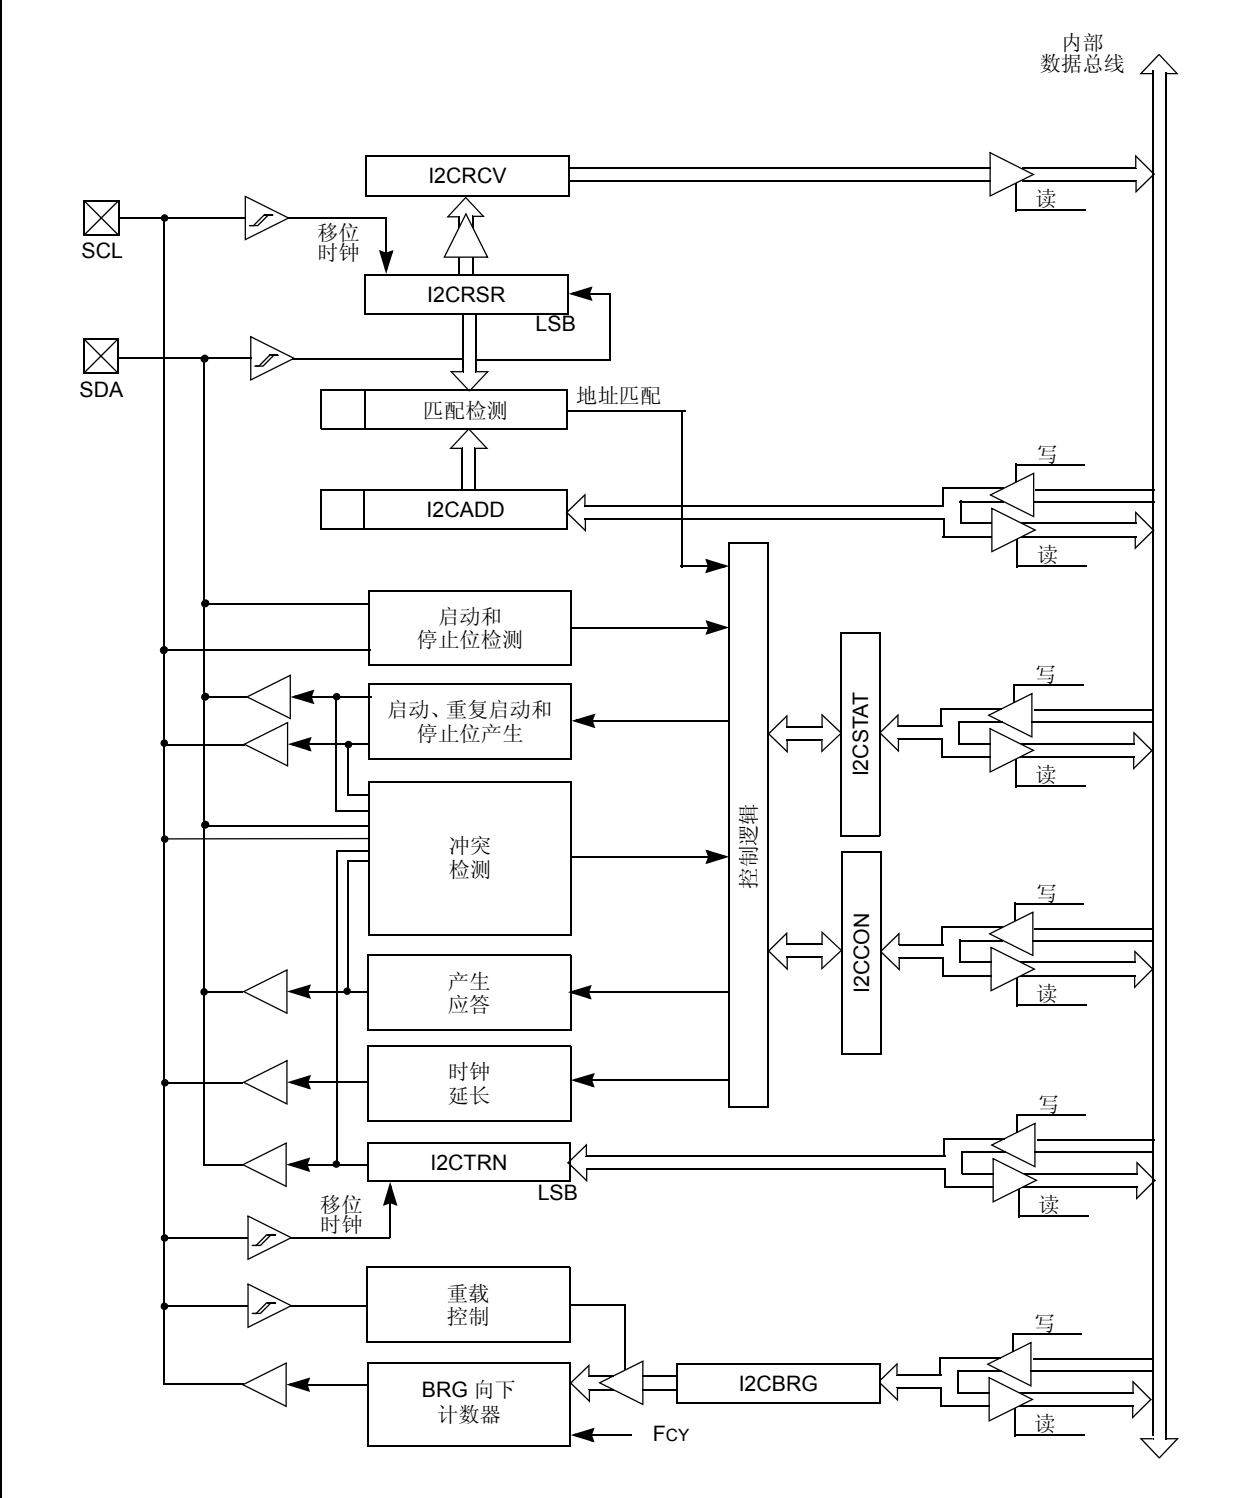 内部
数据总线
I2CRCV
读
SCL
移位
时钟
I2CRSR
LSB
SDA
地址匹配
匹配检测
写
I2CADD
读
启动和
停止位检测
写
启动、重复启动和
停止位产生
I2CSTAT
读
控制逻辑
冲突
检测
写
I2CCON
产生
应答
读
时钟
延长
写
I2CTRN
LSB
移位
时钟
读
重载
控制
写
BRG 向下
计数器
I2CBRG
读
FCY